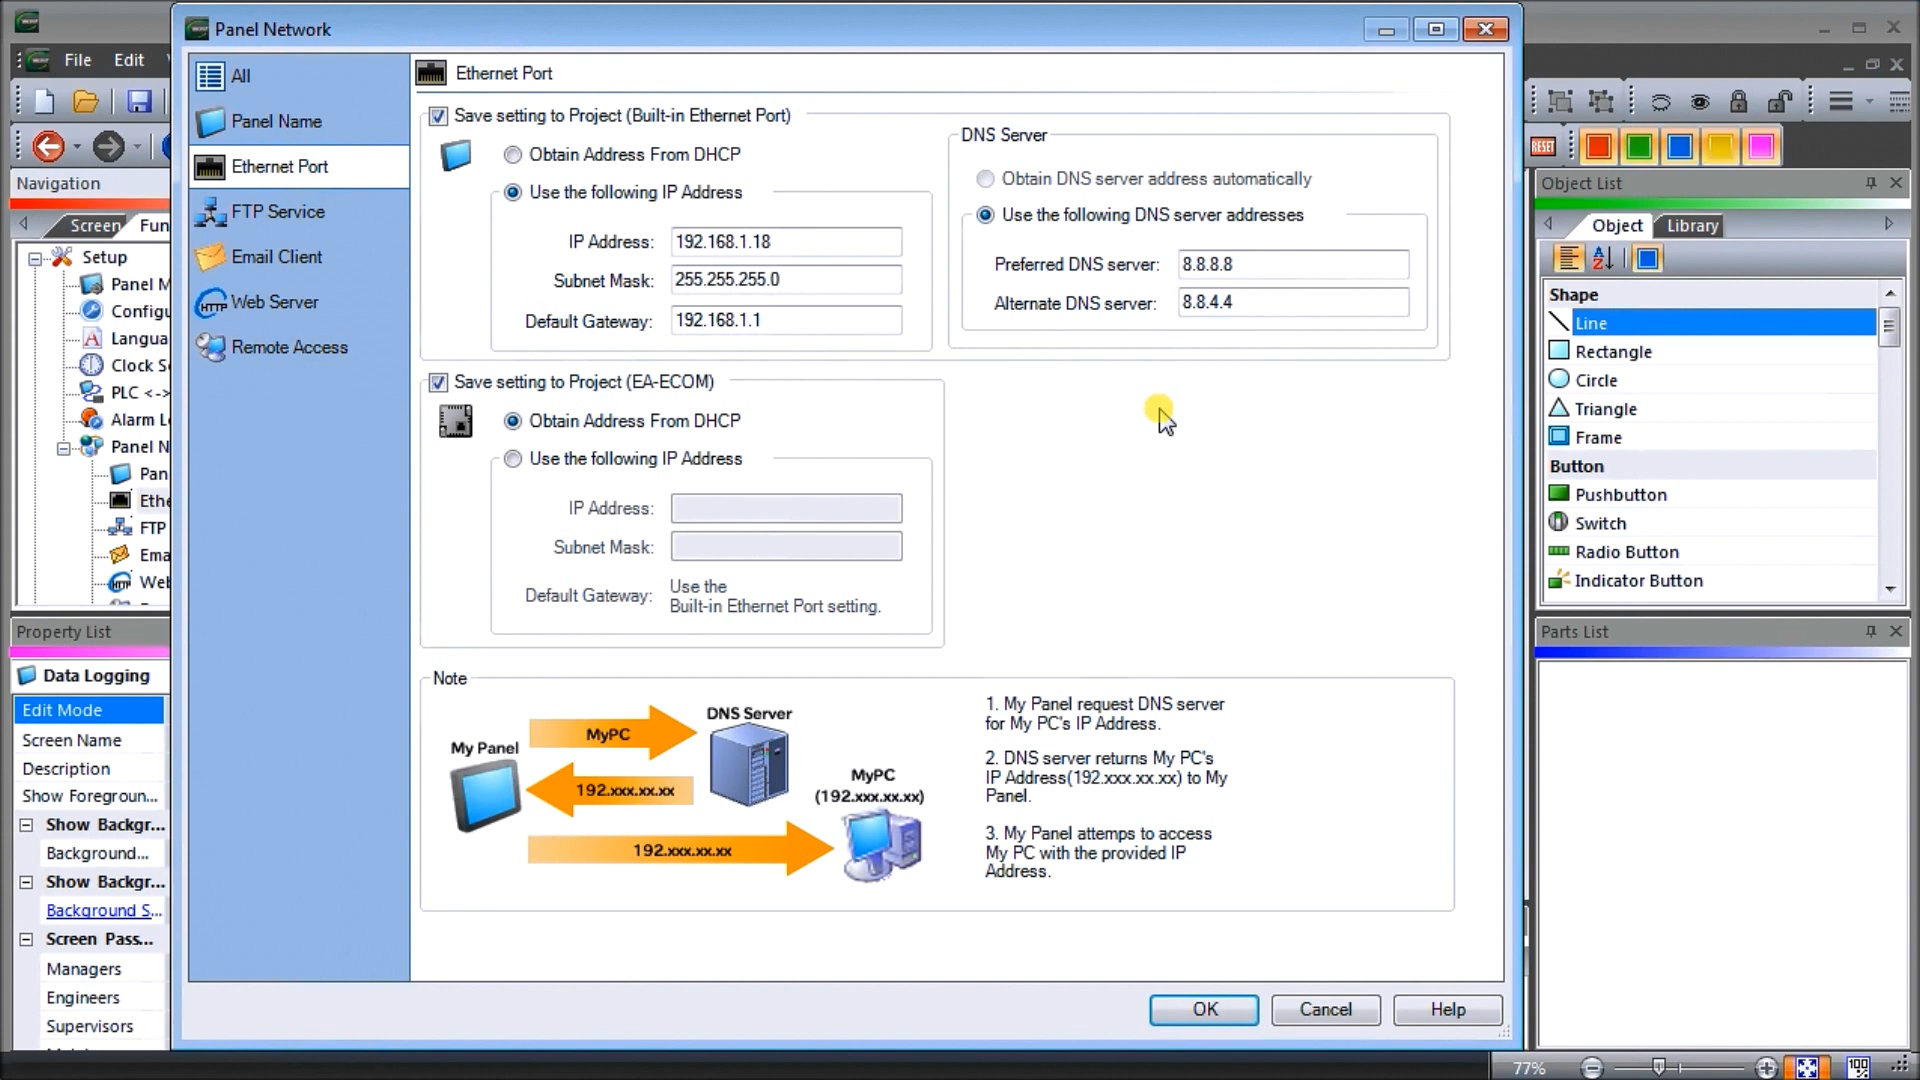 Panel Network
File Edit
Navigation
Screen Fun
Setup
Panel M
Configu
Langua
Clock S
PLC <->
Alarm L
Panel N
Pan
Ethe
FTP
Ema
Web
Property List
Data Logging
Edit Mode
Screen Name
Description
Show Foregroun...
Show Backgr...
Background...
Show Backgr...
Background S...
Screen Pass...
Managers
Engineers
Supervisors
All
Panel Name
Ethernet Port
FTP Service
Email Client
HTTP Web Server
Remote Access
Ethernet Port
Save setting to Project (Built-in Ethernet Port)
Obtain Address From DHCP
Use the following IP Address
IP Address: 192.168.1.18
Subnet Mask: 255.255.255.0
Default Gateway: 192.168.1.1
DNS Server
Obtain DNS server address automatically
Use the following DNS server addresses
Preferred DNS server: 8.8.8.8
Alternate DNS server: 8.8.4.4
Save setting to Project (EA-ECOM)
Obtain Address From DHCP
Use the following IP Address
IP Address:
Subnet Mask:
Default Gateway: Use the
Built-in Ethernet Port setting.
Note
My Panel
MyPC
DNS Server
192.xxx.xx.xx
MyPC
(192.xxx.xx.xx)
192.xxx.xx.xx
1. My Panel request DNS server
for My PC's IP Address.
2. DNS server returns My PC's
IP Address(192.xxx.xx.xx) to My
Panel.
3. My Panel attemps to access
My PC with the provided IP
Address.
OK Cancel Help
RESET
Object List
Object Library
Shape
Line
Rectangle
Circle
Triangle
Frame
Button
Pushbutton
Switch
Radio Button
Indicator Button
Parts List
77%
100